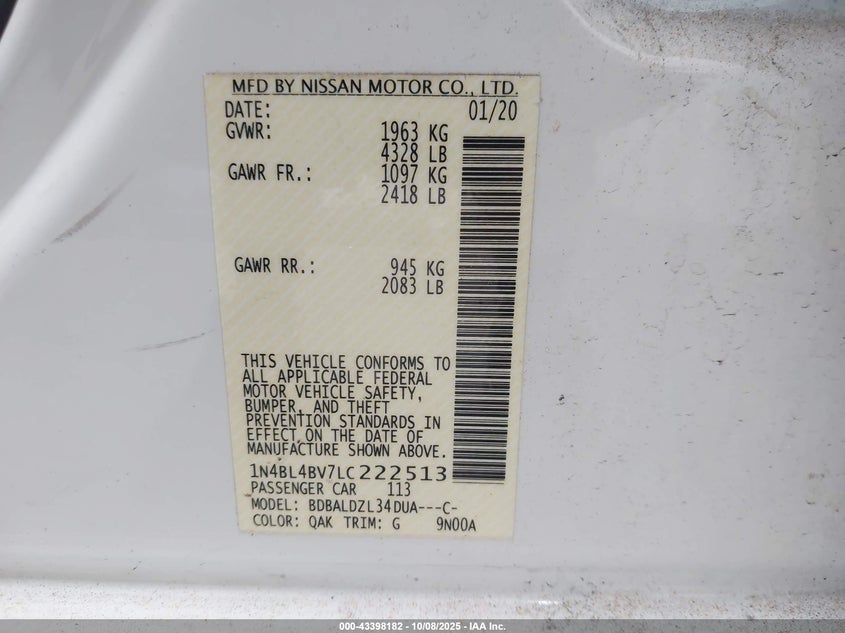 MFD BY NISSAN MOTOR CO., LTD.
DATE: 01/20
GVWR: 1963 KG
4328 LB
GAWR FR.: 1097 KG
2418 LB
GAWR RR.: 945 KG
2083 LB
THIS VEHICLE CONFORMS TO
ALL APPLICABLE FEDERAL
MOTOR VEHICLE SAFETY,
BUMPER, AND THEFT
PREVENTION STANDARDS IN
EFFECT ON THE DATE OF
MANUFACTURE SHOWN ABOVE.
1N4BL4BV7LC222513
PASSENGER CAR 113
MODEL: BDBALDZL34DUA---C-
COLOR: QAK TRIM: G 9N00A
000-43398182 - 10/08/2025 - IAA Inc.